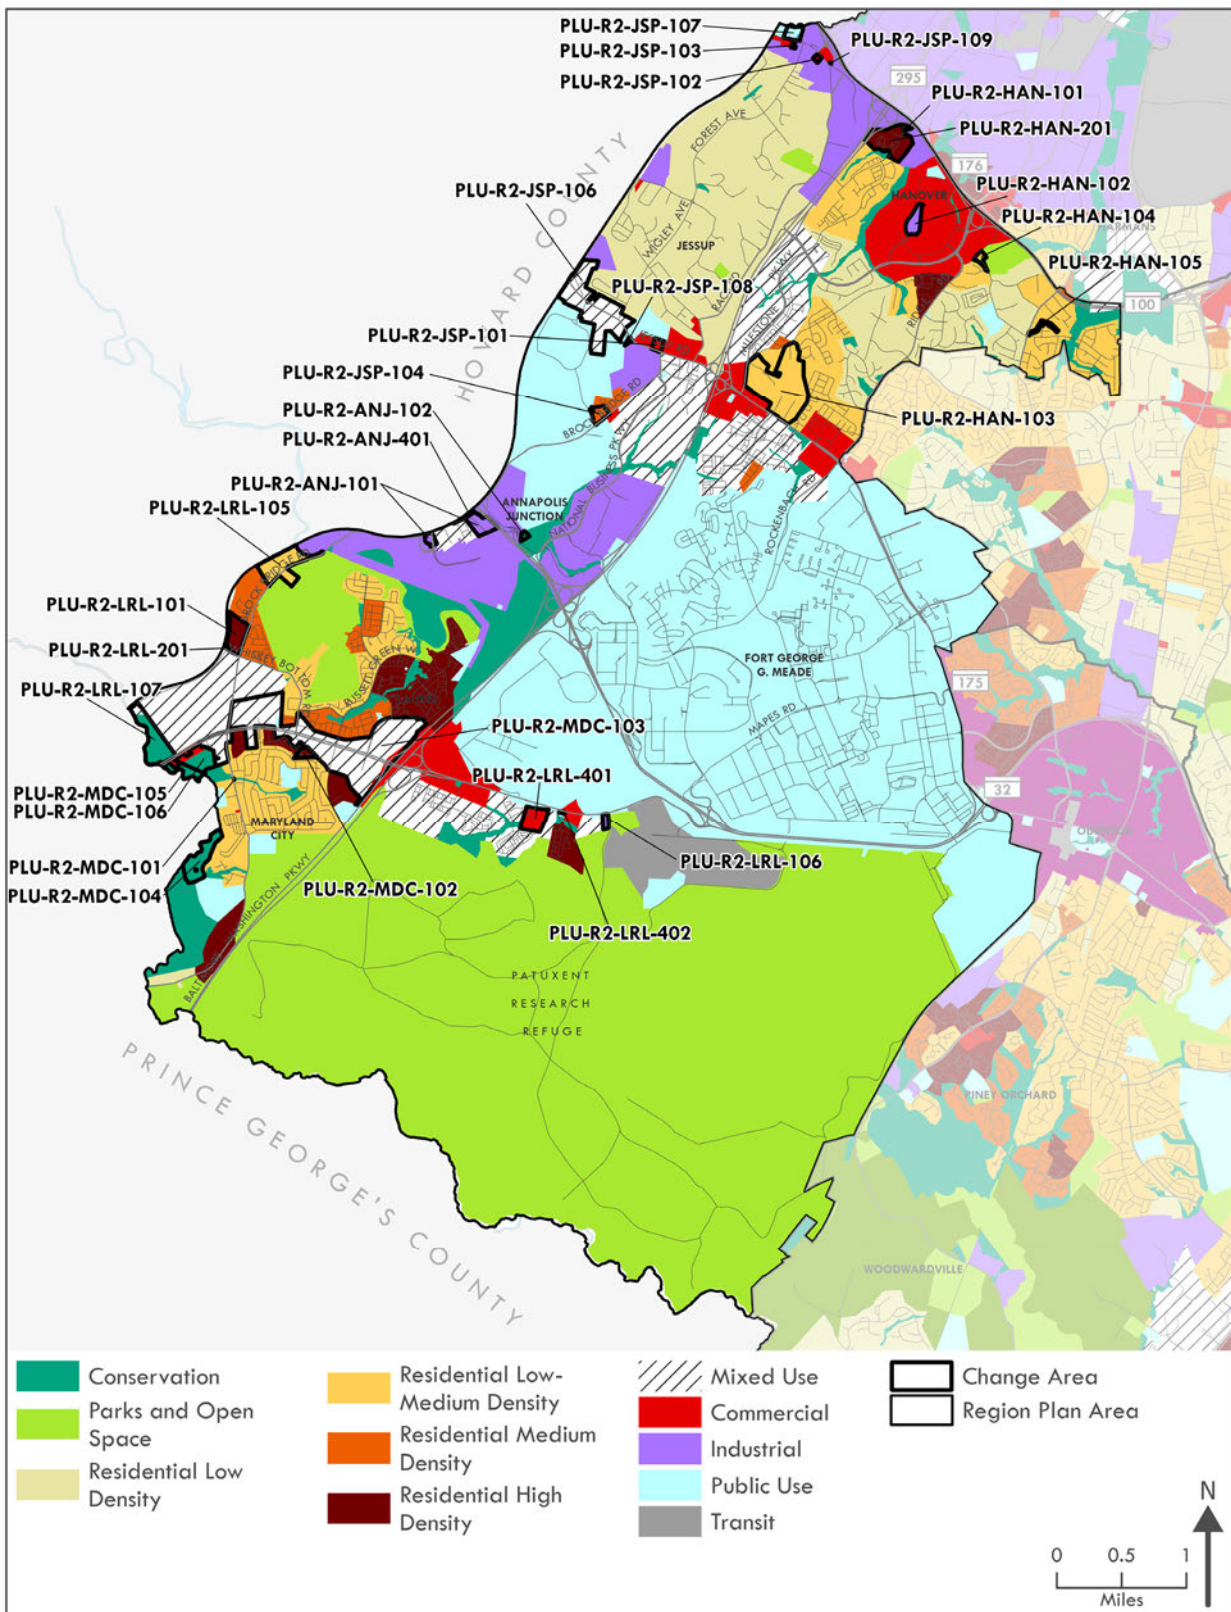 PLU-R2-JSP-107
PLU-R2-JSP-103
PLU-R2-JSP-102
PLU-R2-JSP-109
295
PLU-R2-HAN-101
PLU-R2-HAN-201
176
PLU-R2-HAN-102
HANOVER
PLU-R2-HAN-104
HARMANS
PLU-R2-HAN-105
100
FOREST AVE
HOWARD COUNTY
PLU-R2-JSP-106
WIGLEY AVE
JESSUP
PLU-R2-JSP-108
RACE RD
PLU-R2-JSP-101
MILESTONE PKWY
PLU-R2-JSP-104
PLU-R2-ANJ-102
PLU-R2-ANJ-401
PLU-R2-HAN-103
PLU-R2-ANJ-101
NATIONAL BUSINESS PKWY
ANNAPOLIS
JUNCTION
ROCKENBACH RD
PLU-R2-LRL-105
PLU-R2-LRL-101
PLU-R2-LRL-201
FORT GEORGE
G. MEADE
MAPES RD
175
PLU-R2-LRL-107
PLU-R2-MDC-103
PLU-R2-LRL-401
32
PLU-R2-MDC-105
PLU-R2-MDC-106
MARYLAND
CITY
PLU-R2-MDC-101
PLU-R2-LRL-106
PLU-R2-MDC-102
PLU-R2-MDC-104
PLU-R2-LRL-402
PATUXENT
RESEARCH
REFUGE
PINEY ORCHARD
PRINCE GEORGE'S COUNTY
WOODWARDVILLE
Conservation
Parks and Open
Space
Residential Low
Density
Residential Low-
Medium Density
Residential Medium
Density
Residential High
Density
Mixed Use
Commercial
Industrial
Public Use
Transit
Change Area
Region Plan Area
N
0 0.5 1
Miles